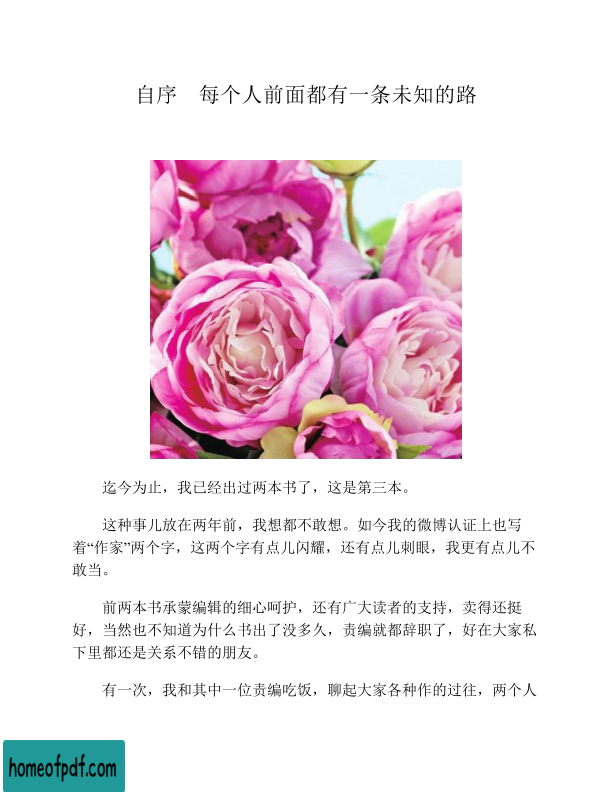 自序　每个人前面都有一条未知的路
迄今为止，我已经出过两本书了，这是第三本。
这种事儿放在两年前，我想都不敢想。如今我的微博认证上也写
着“作家”两个字，这两个字有点儿闪耀，还有点儿刺眼，我更有点儿不
敢当。
前两本书承蒙编辑的细心呵护，还有广大读者的支持，卖得还挺
好，当然也不知道为什么书出了没多久，责编就都辞职了，好在大家私
下里都还是关系不错的朋友。
有一次，我和其中一位责编吃饭，聊起大家各种作的过往，两个人
homeofpdf.com